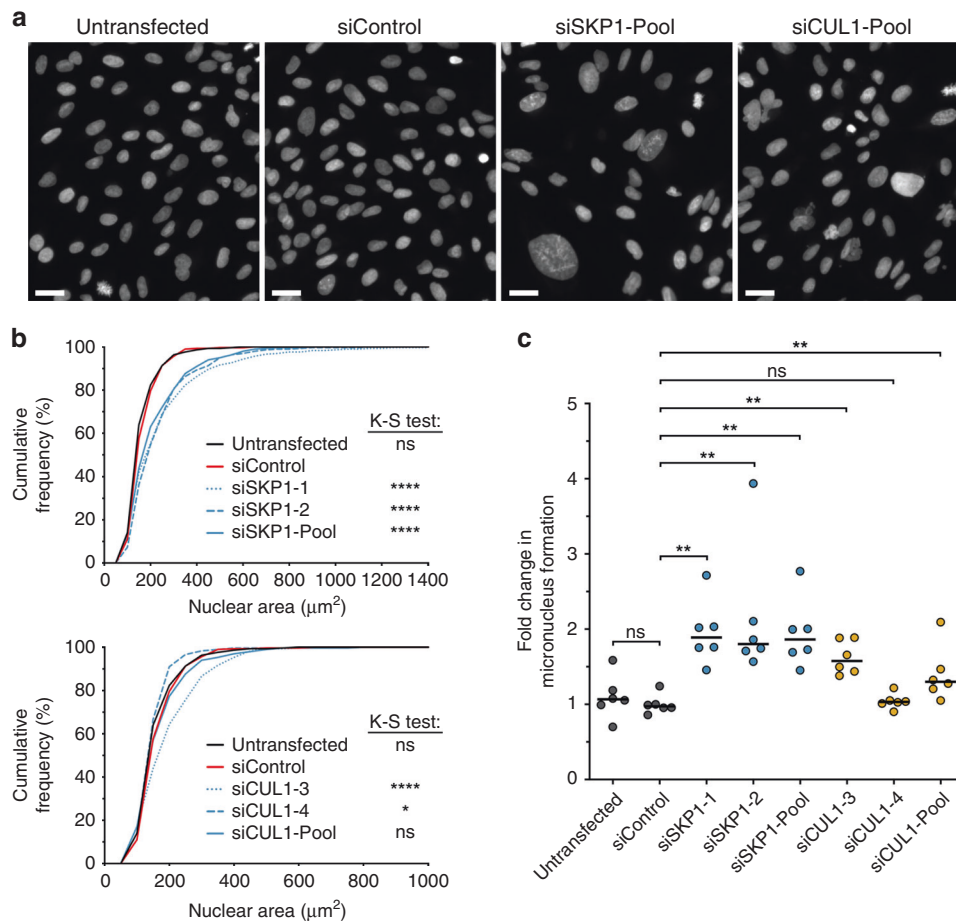 a
Untransfected siControl siSKP1-Pool siCUL1-Pool
b
Cumulative frequency (%)
100
80
60
40
20
0
K-S test:
Untransfected ns
siControl
siSKP1-1 ****
siSKP1-2 ****
siSKP1-Pool ****
0 200 400 600 800 1000 1200 1400
Nuclear area (μm²)
Cumulative frequency (%)
100
80
60
40
20
0
K-S test:
Untransfected ns
siControl
siCUL1-3 ****
siCUL1-4 *
siCUL1-Pool ns
0 200 400 600 800 1000
Nuclear area (μm²)
c
**
ns
**
**
**
**
ns
Fold change in
micronucleus formation
5
4
3
2
1
0
Untransfected
siControl
siSKP1-1
siSKP1-2
siSKP1-Pool
siCUL1-3
siCUL1-4
siCUL1-Pool